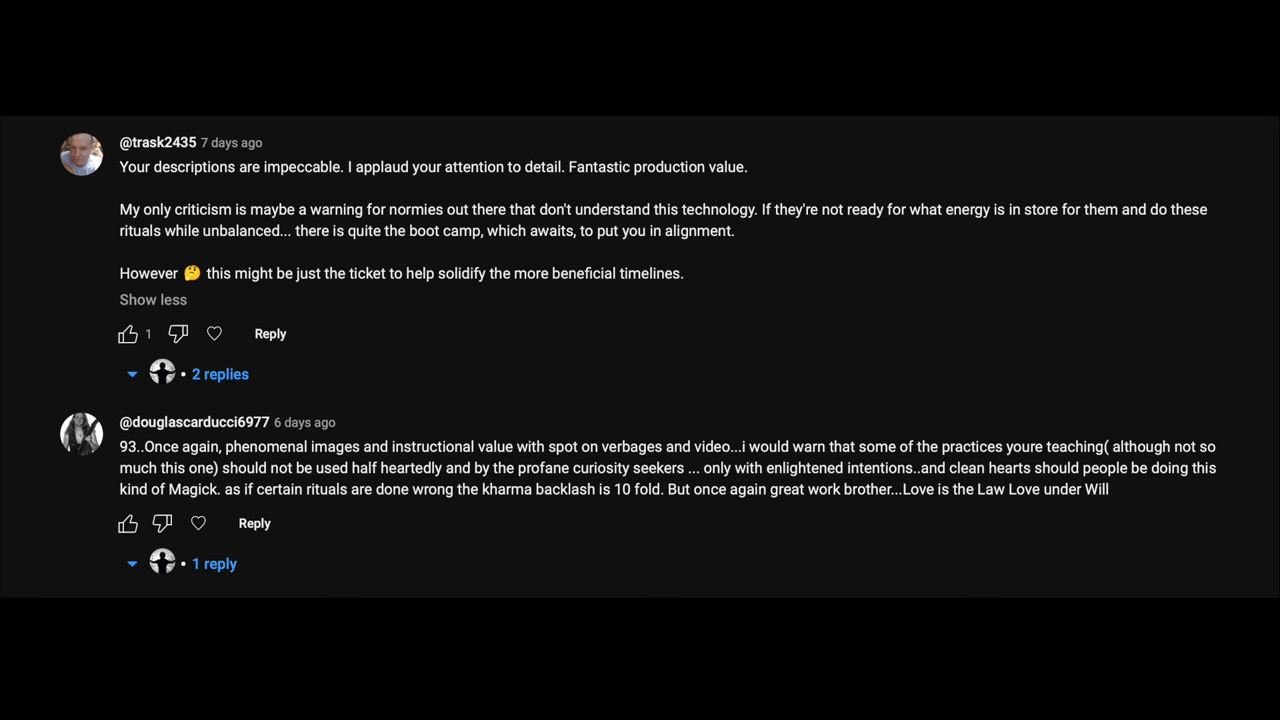 @trask2435 7 days ago
Your descriptions are impeccable. I applaud your attention to detail. Fantastic production value.
My only criticism is maybe a warning for normies out there that don't understand this technology. If they're not ready for what energy is in store for them and do these
rituals while unbalanced... there is quite the boot camp, which awaits, to put you in alignment.
However 🤔 this might be just the ticket to help solidify the more beneficial timelines.
Show less
1 Reply
• 2 replies
@douglascarducci6977 6 days ago
93..Once again, phenomenal images and instructional value with spot on verbages and video...i would warn that some of the practices youre teaching( although not so
much this one) should not be used half heartedly and by the profane curiosity seekers ... only with enlightened intentions..and clean hearts should people be doing this
kind of Magick. as if certain rituals are done wrong the kharma backlash is 10 fold. But once again great work brother...Love is the Law Love under Will
Reply
• 1 reply